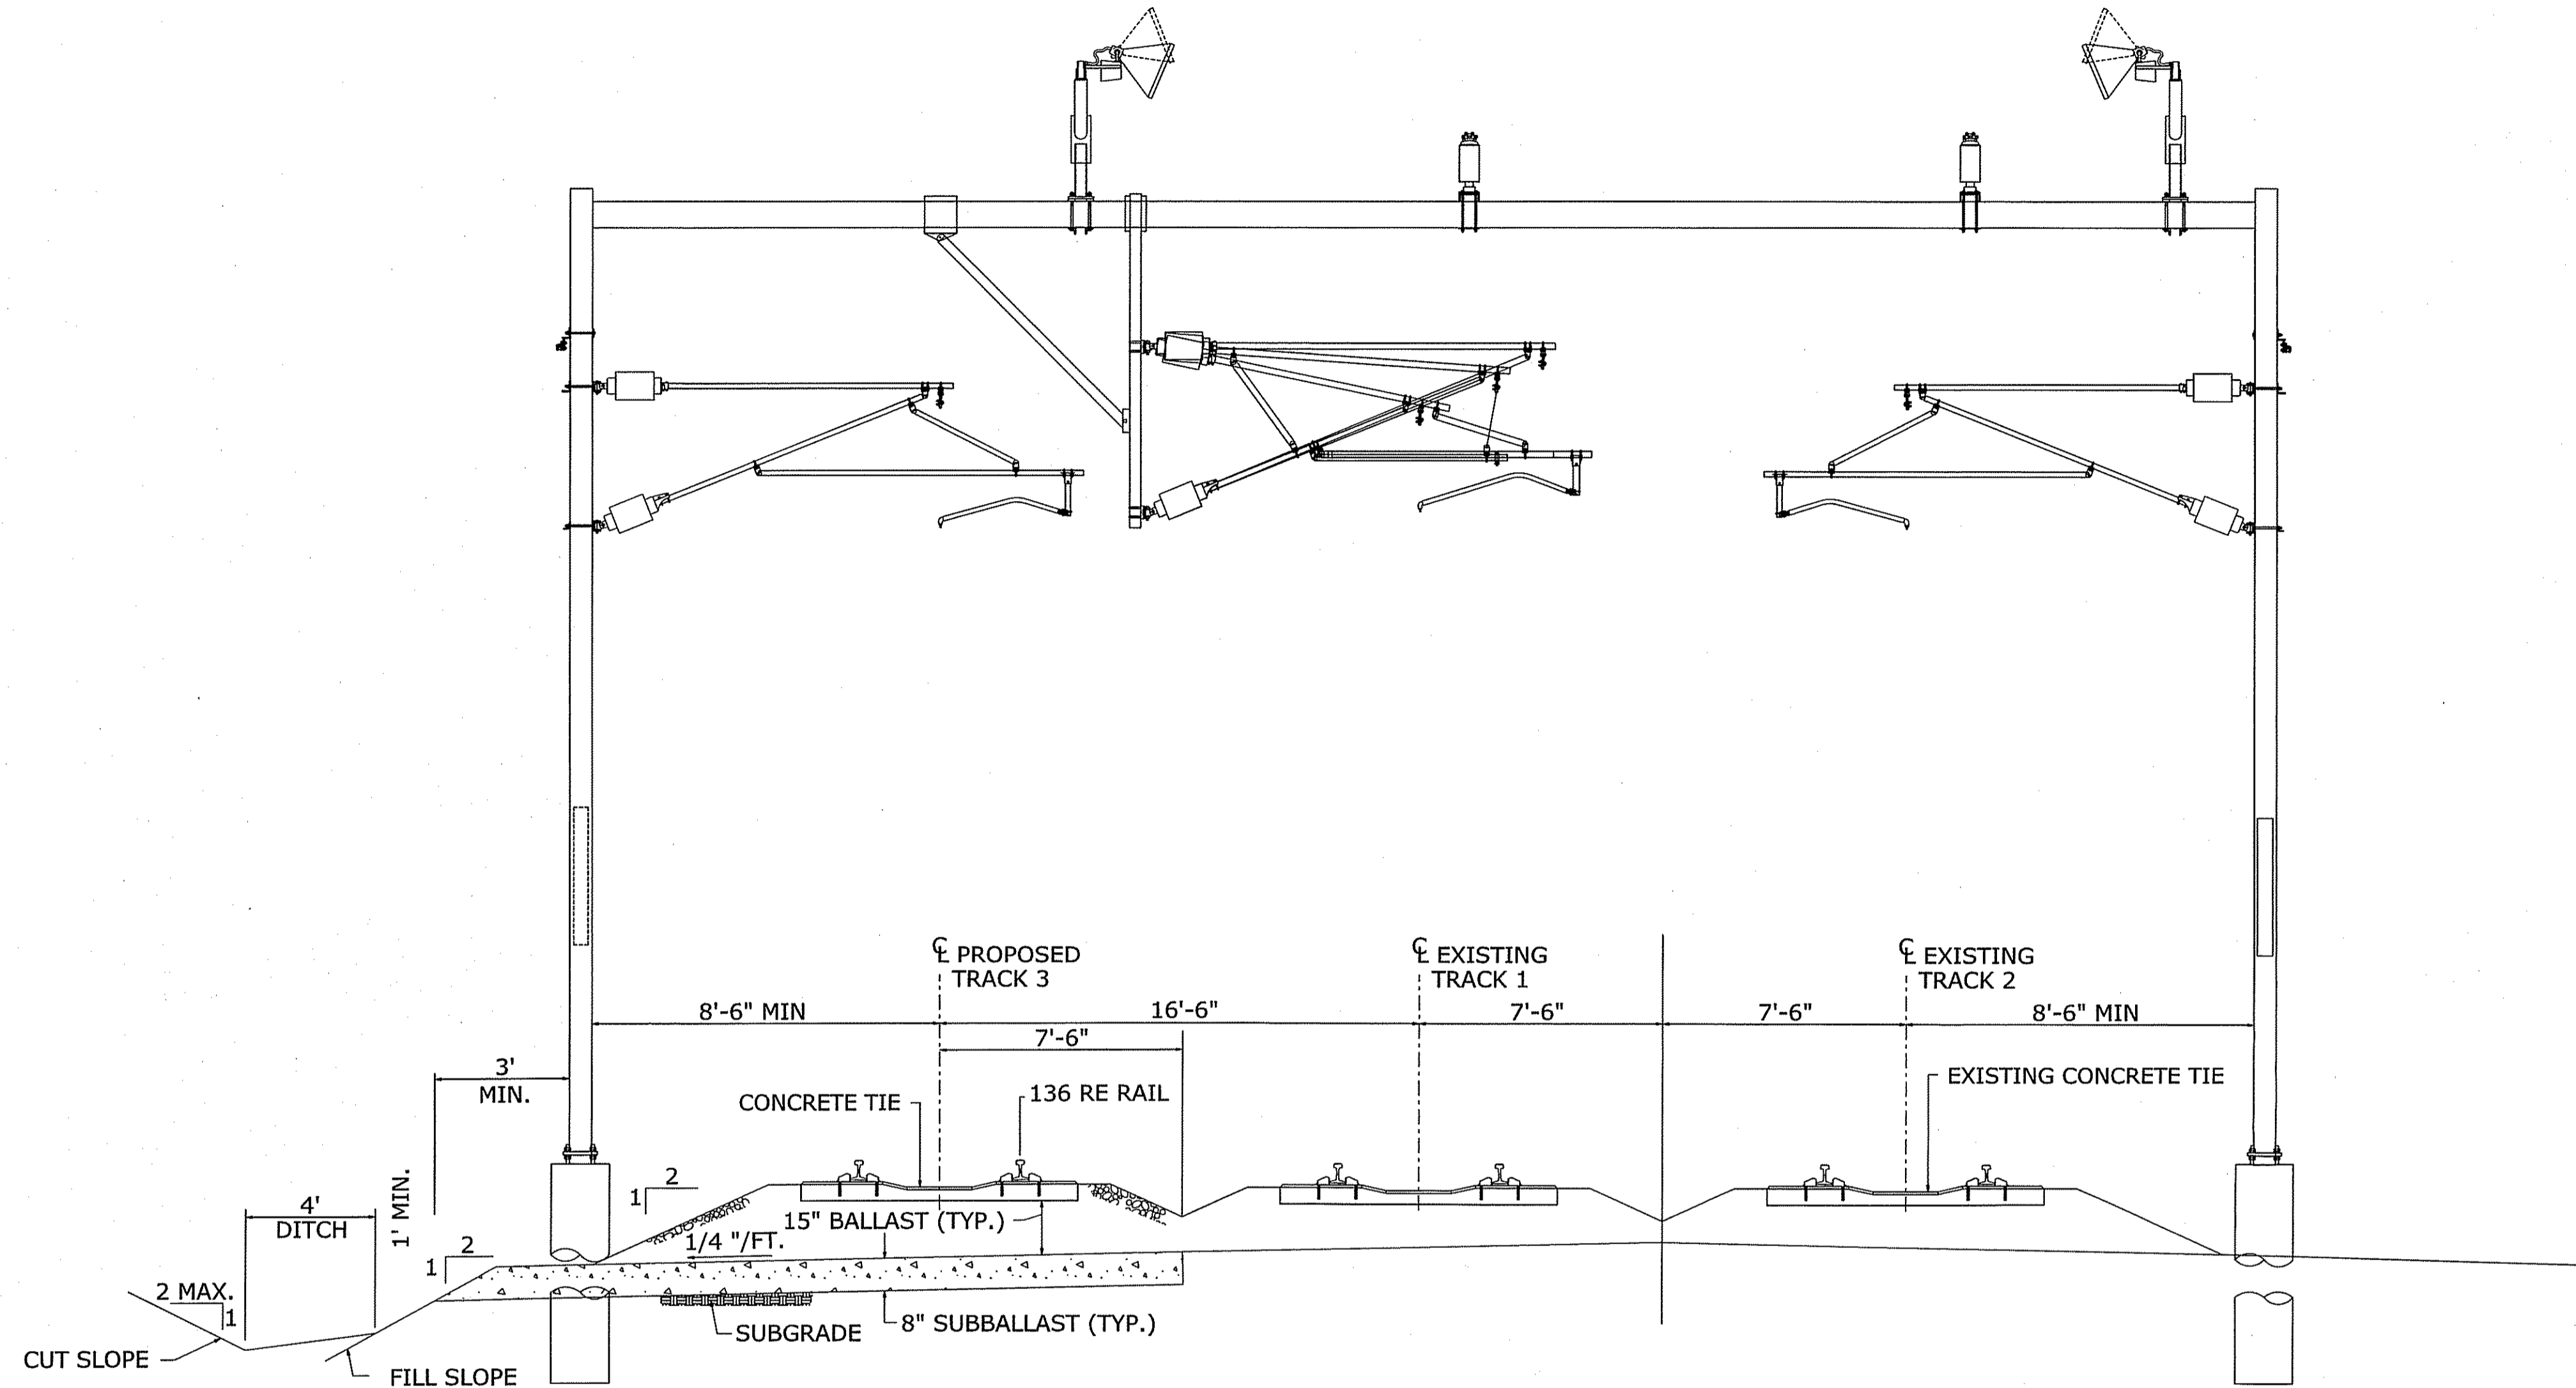 ℄ PROPOSED
TRACK 3
℄ EXISTING
TRACK 1
℄ EXISTING
TRACK 2
8'-6" MIN
16'-6"
7'-6"
7'-6"
8'-6" MIN
7'-6"
3'
MIN.
CONCRETE TIE
136 RE RAIL
EXISTING CONCRETE TIE
2
1
4'
DITCH
1' MIN.
15" BALLAST (TYP.)
1/4 "/FT.
2
1
2 MAX.
1
SUBGRADE
8" SUBBALLAST (TYP.)
CUT SLOPE
FILL SLOPE